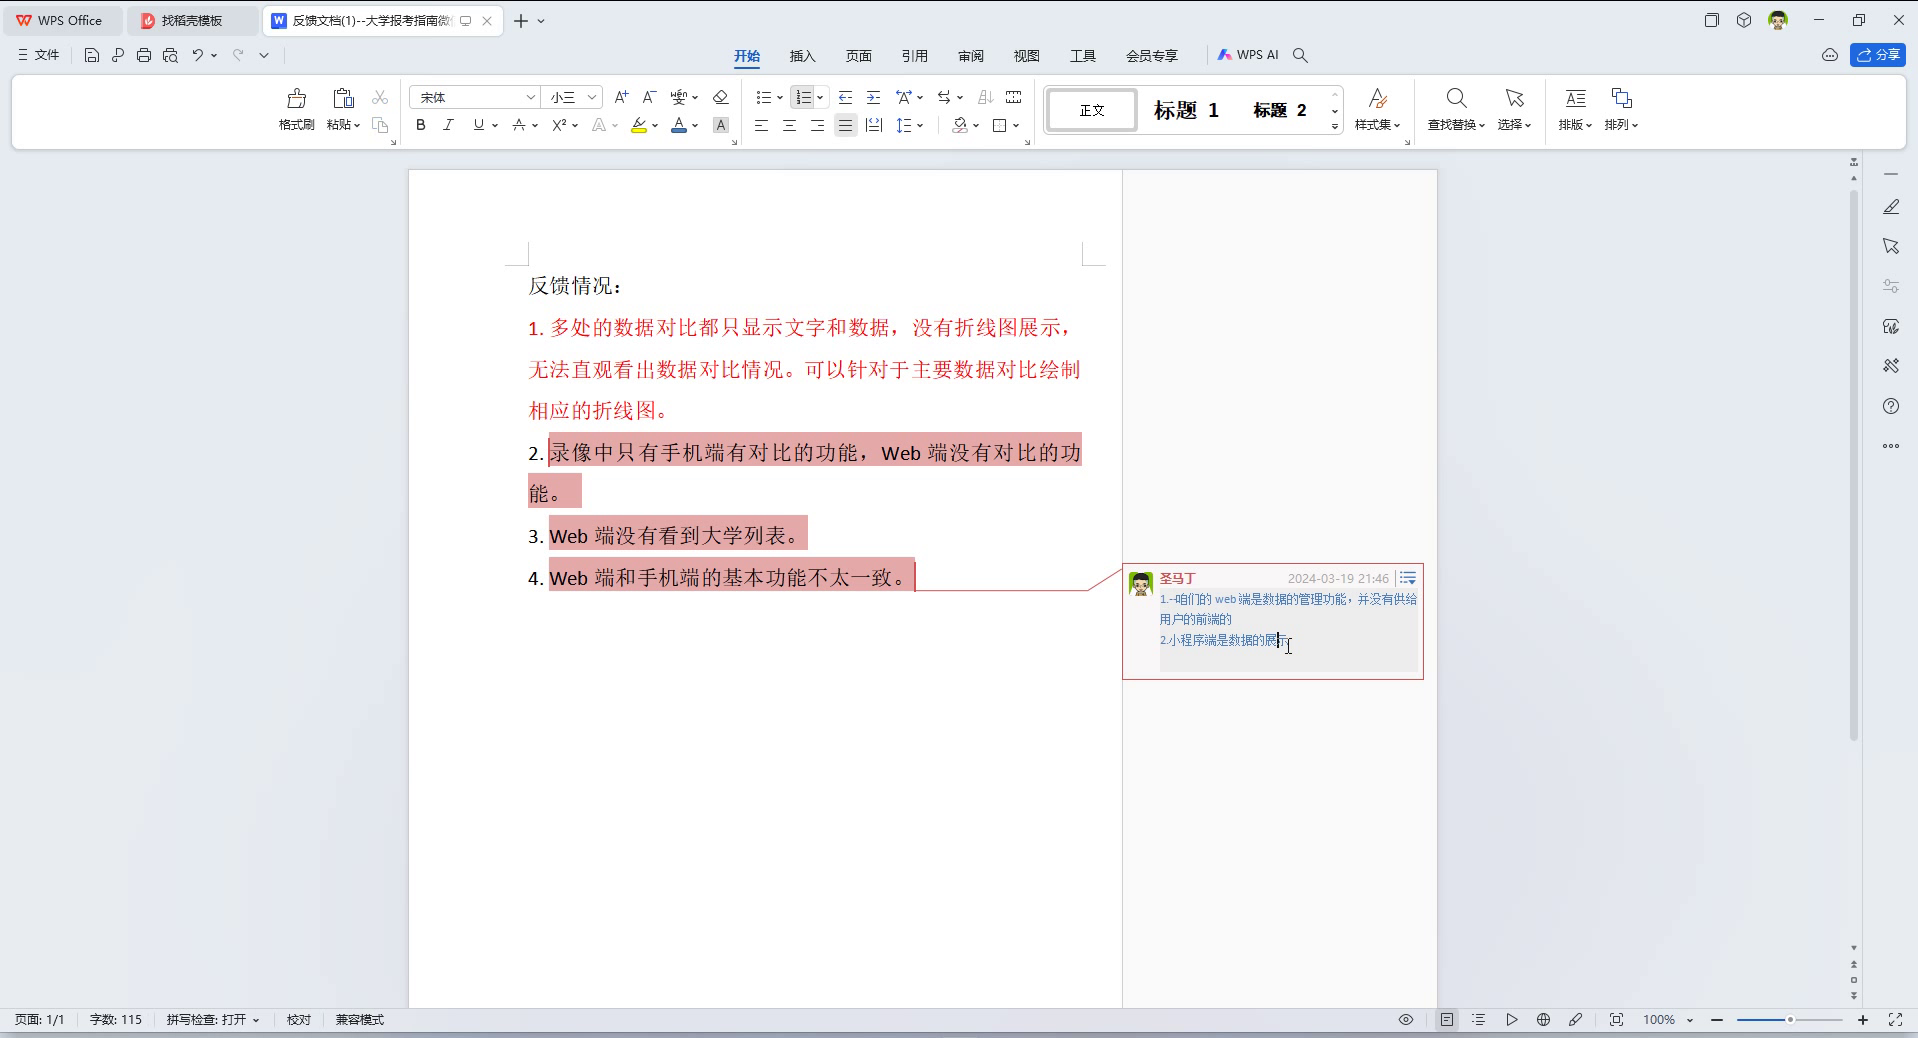 WPS Office
找稻壳模板
反馈文档(1)--大学报考指南微
文件
开始
插入
页面
引用
审阅
视图
工具
会员专享
WPS AI
分享
格式刷
粘贴
宋体
小三
正文
标题 1
标题 2
样式集
查找替换
选择
排版
排列
反馈情况：
1. 多处的数据对比都只显示文字和数据，没有折线图展示，
无法直观看出数据对比情况。可以针对于主要数据对比绘制
相应的折线图。
2. 录像中只有手机端有对比的功能，Web 端没有对比的功
能。
3. Web 端没有看到大学列表。
4. Web 端和手机端的基本功能不太一致。
圣马丁
2024-03-19 21:46
1.--咱们的 web 端是数据的管理功能，并没有供给
用户的前端的
2.小程序端是数据的展示
页面: 1/1
字数: 115
拼写检查: 打开
校对
兼容模式
100%